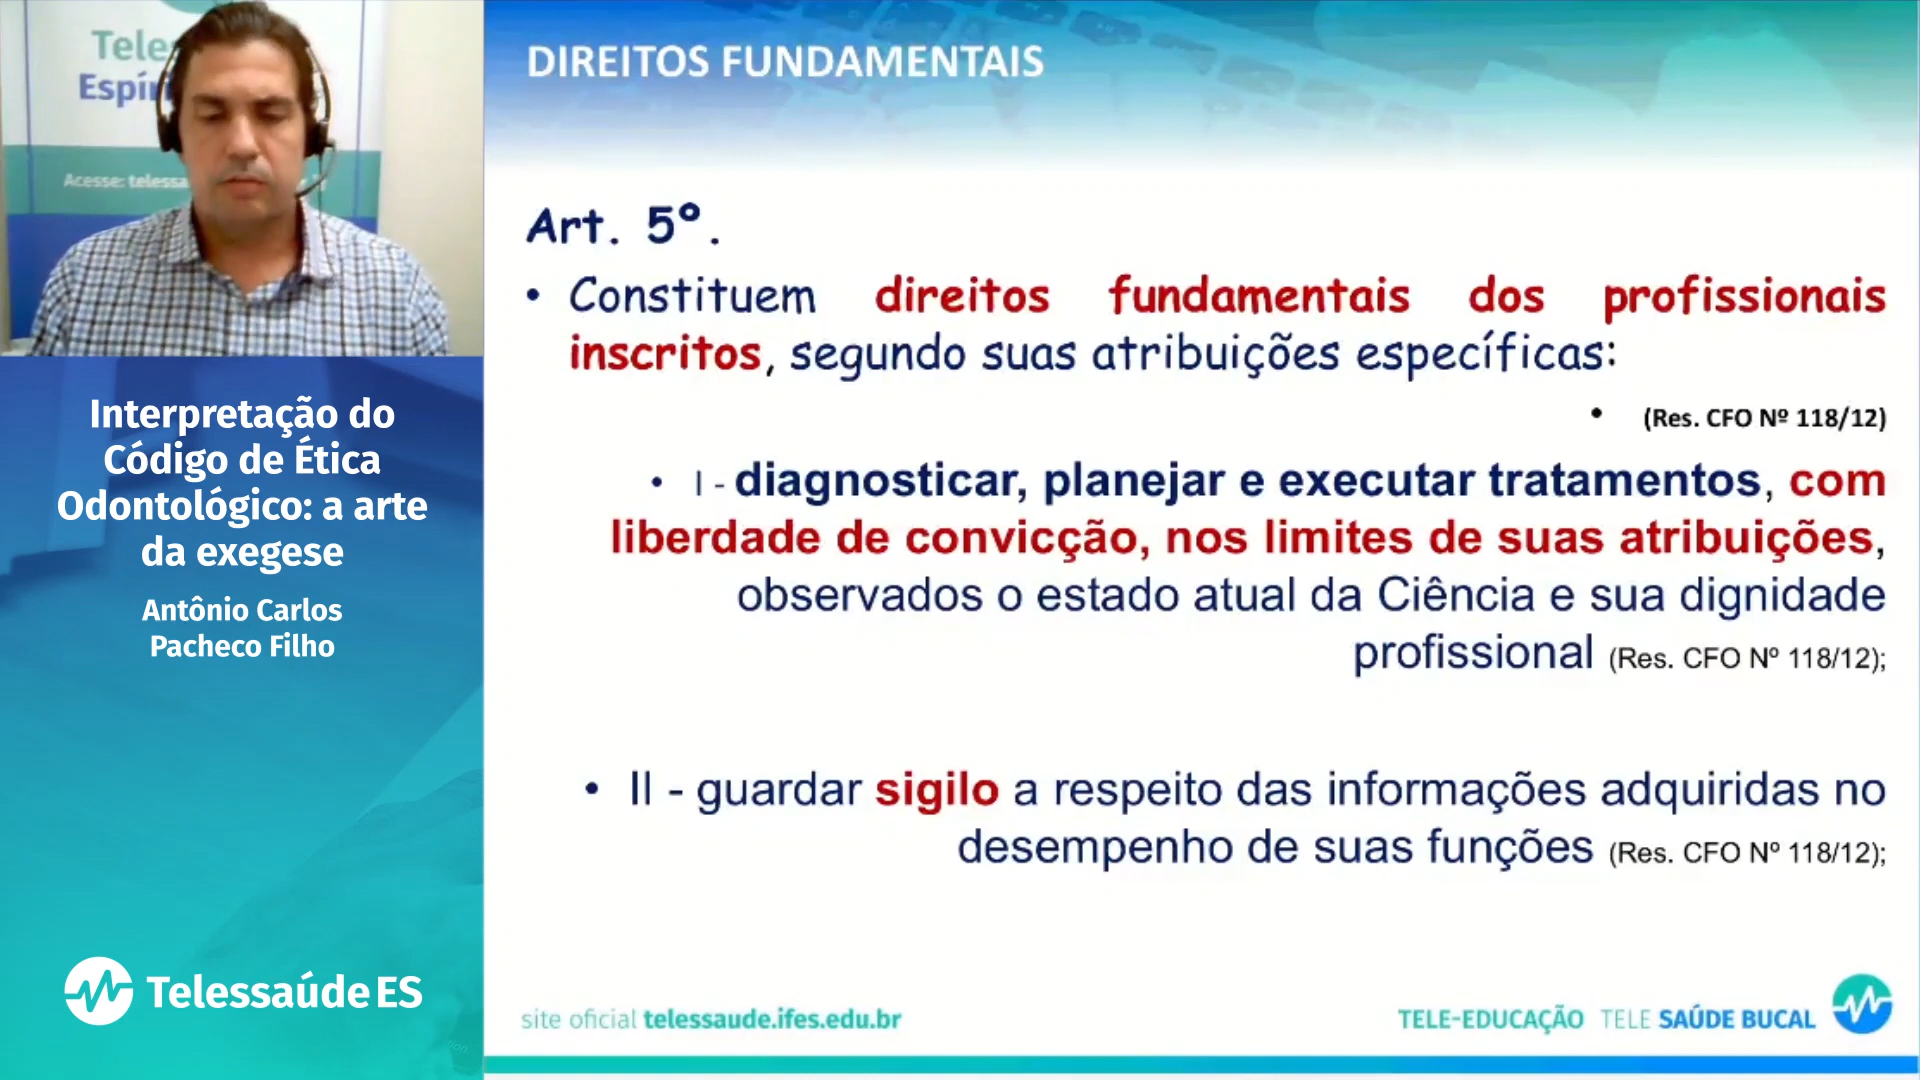 Tele
Espír
Acesse: telessa
Interpretação do
Código de Ética
Odontológico: a arte
da exegese
Antônio Carlos
Pacheco Filho
TelessaúdeES
DIREITOS FUNDAMENTAIS
Art. 5º.
• Constituem direitos fundamentais dos profissionais
inscritos, segundo suas atribuições específicas:
• (Res. CFO Nº 118/12)
• I - diagnosticar, planejar e executar tratamentos, com
liberdade de convicção, nos limites de suas atribuições,
observados o estado atual da Ciência e sua dignidade
profissional (Res. CFO Nº 118/12);
• II - guardar sigilo a respeito das informações adquiridas no
desempenho de suas funções (Res. CFO Nº 118/12);
site oficial telessaude.ifes.edu.br
TELE-EDUCAÇÃO TELE SAÚDE BUCAL